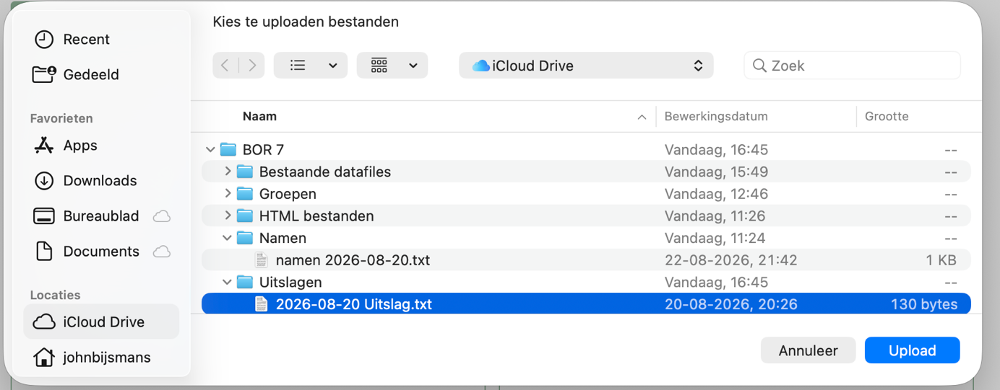 Kies te uploaden bestanden
Recent
Gedeeld
Favorieten
Apps
Downloads
Bureaublad
Documents
Locaties
iCloud Drive
johnbijsmans
iCloud Drive
Zoek
Naam Bewerkingsdatum Grootte
BOR 7 Vandaag, 16:45 --
Bestaande datafiles Vandaag, 15:49 --
Groepen Vandaag, 12:46 --
HTML bestanden Vandaag, 11:26 --
Namen Vandaag, 11:24 --
namen 2026-08-20.txt 22-08-2026, 21:42 1 KB
Uitslagen Vandaag, 16:45 --
2026-08-20 Uitslag.txt 20-08-2026, 20:26 130 bytes
Annuleer Upload